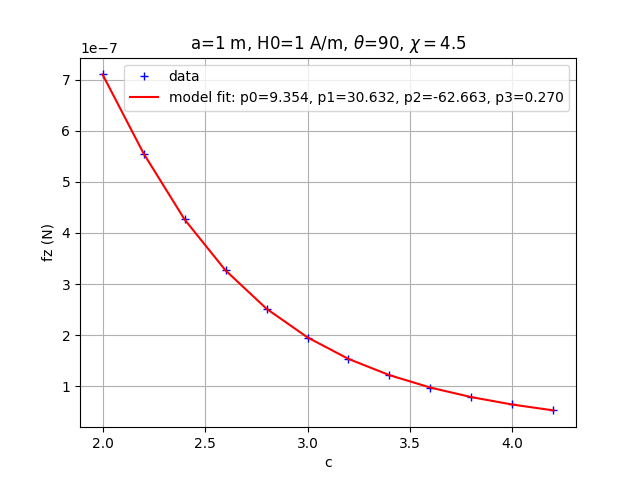 a=1 m, H0=1 A/m, θ=90, χ = 4.5
1e−7
data
model fit: p0=9.354, p1=30.632, p2=-62.663, p3=0.270
7
6
5
4
3
2
1
fz (N)
2.0 2.5 3.0 3.5 4.0
c